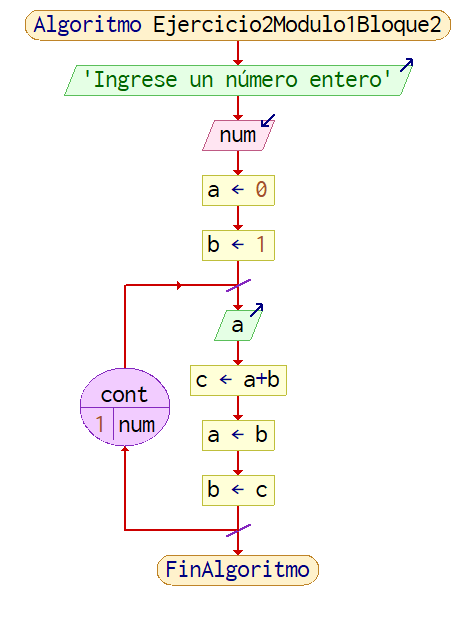 Algoritmo Ejercicio2Modulo1Bloque2
'Ingrese un número entero'
num
a ← 0
b ← 1
a
c ← a+b
cont
1 num
a ← b
b ← c
FinAlgoritmo